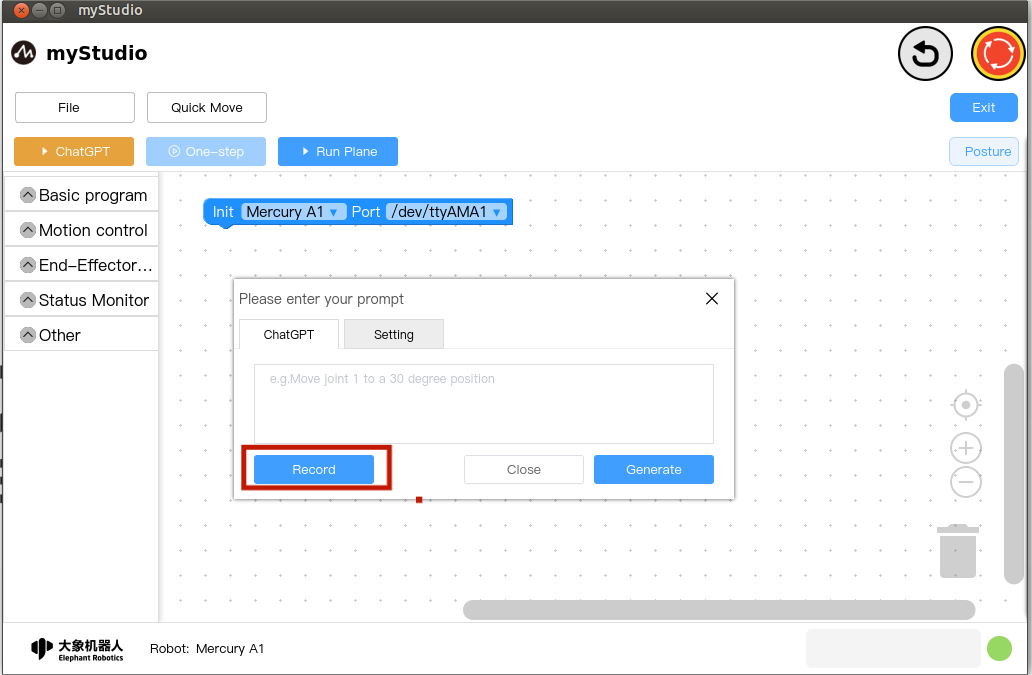 myStudio
myStudio
File
Quick Move
Exit
ChatGPT
One-step
Run Plane
Posture
Basic program
Motion control
End-Effector...
Status Monitor
Other
Init Mercury A1 ▼ Port /dev/ttyAMA1 ▼
Please enter your prompt
ChatGPT
Setting
e.g.Move joint 1 to a 30 degree position
Record
Close
Generate
大象机器人
Elephant Robotics
Robot: Mercury A1